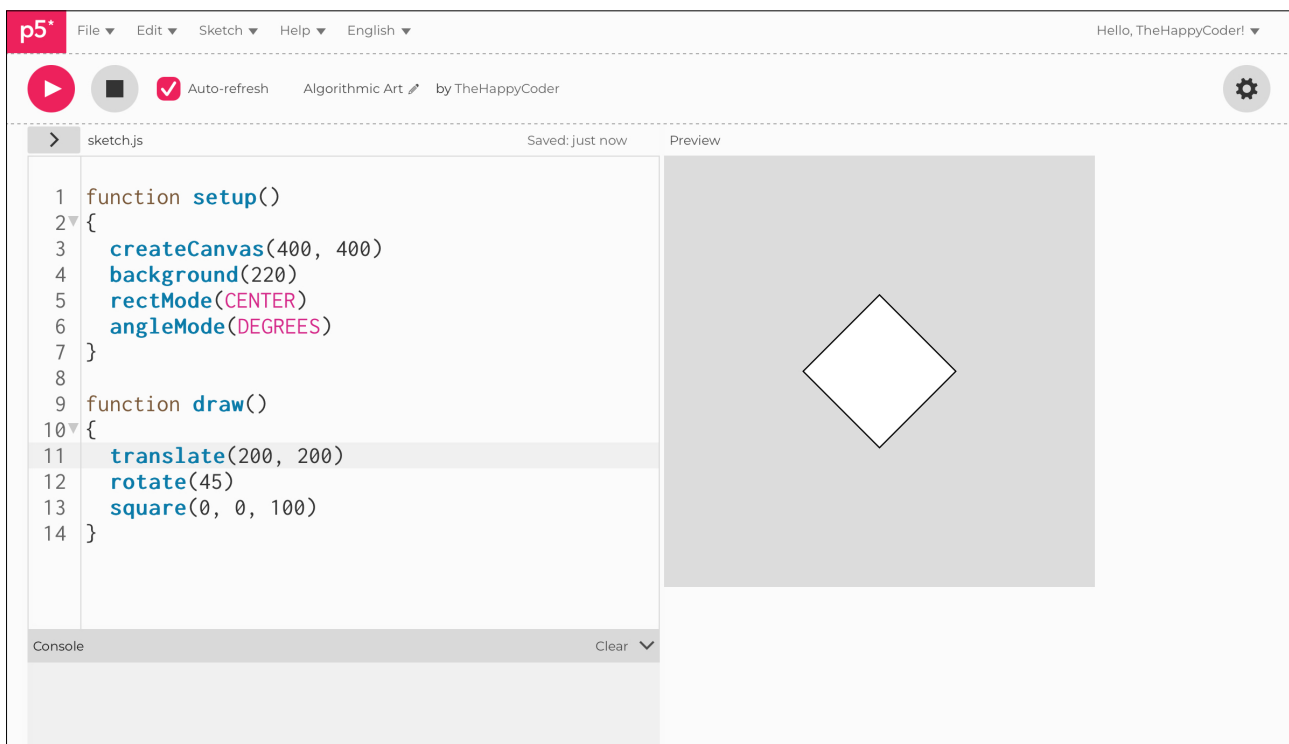 p5* File Edit Sketch Help English Hello, TheHappyCoder!
Auto-refresh Algorithmic Art by TheHappyCoder
sketch.js Saved: just now Preview
1 function setup()
2 {
3 createCanvas(400, 400)
4 background(220)
5 rectMode(CENTER)
6 angleMode(DEGREES)
7 }
8
9 function draw()
10 {
11 translate(200, 200)
12 rotate(45)
13 square(0, 0, 100)
14 }
Console Clear